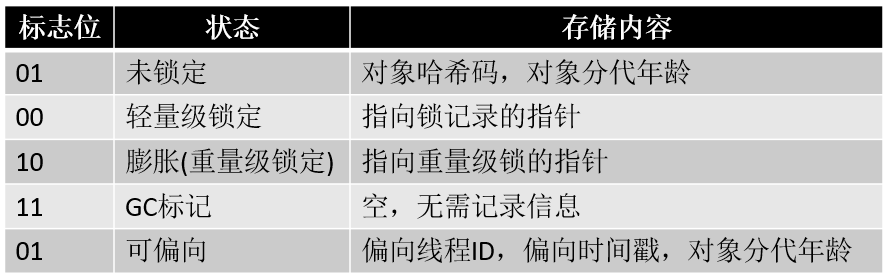 标志位 状态 存储内容
01 未锁定 对象哈希码，对象分代年龄
00 轻量级锁定 指向锁记录的指针
10 膨胀(重量级锁定) 指向重量级锁的指针
11 GC标记 空，无需记录信息
01 可偏向 偏向线程ID，偏向时间戳，对象分代年龄